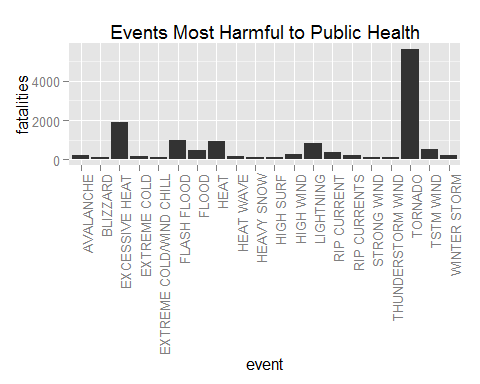 Events Most Harmful to Public Health
fatalities
4000
2000
0
AVALANCHE
BLIZZARD
EXCESSIVE HEAT
EXTREME COLD
EXTREME COLD/WIND CHILL
FLASH FLOOD
FLOOD
HEAT
HEAT WAVE
HEAVY SNOW
HIGH SURF
HIGH WIND
LIGHTNING
RIP CURRENT
RIP CURRENTS
STRONG WIND
THUNDERSTORM WIND
TORNADO
TSTM WIND
WINTER STORM
event